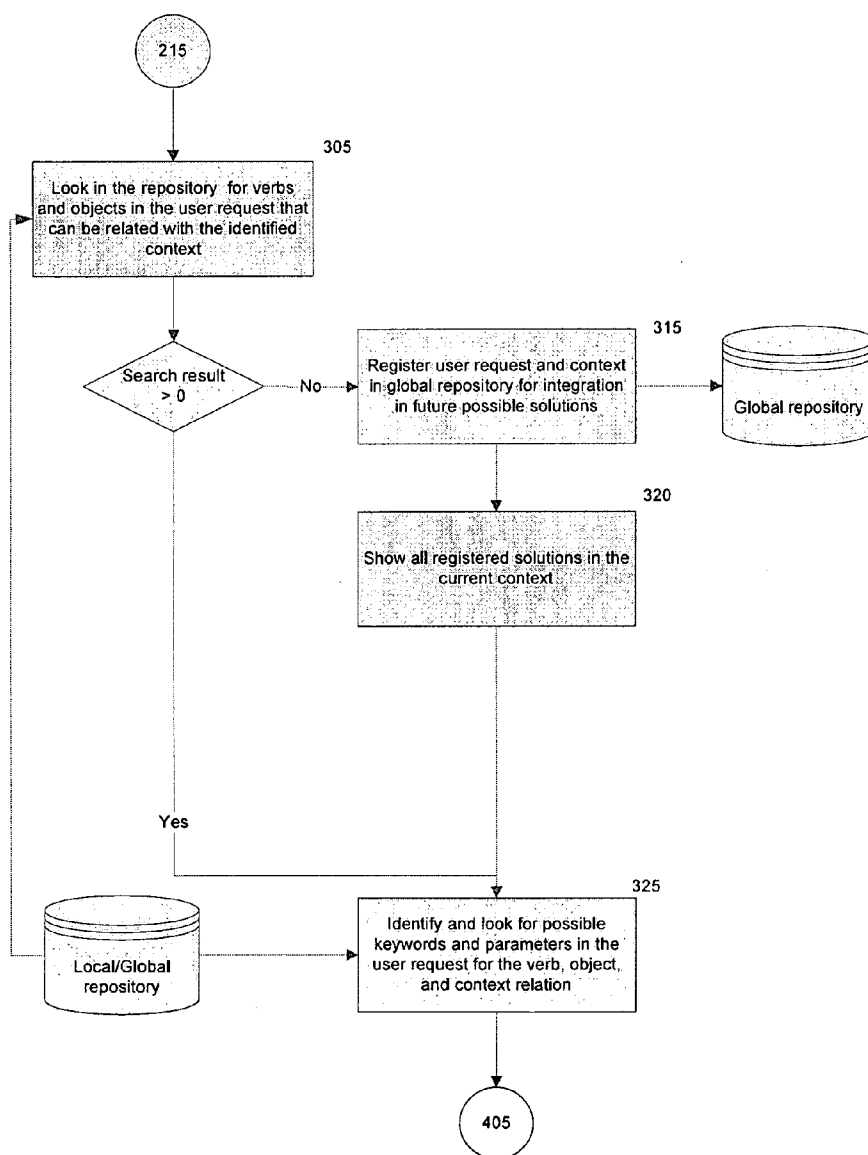 215
305
Look in the repository for verbs
and objects in the user request that
can be related with the identified
context
Search result
> 0
No
315
Register user request and context
in global repository for integration
in future possible solutions
Global repository
320
Show all registered solutions in the
current context
Yes
325
Local/Global
repository
Identify and look for possible
keywords and parameters in the
user request for the verb, object,
and context relation
405